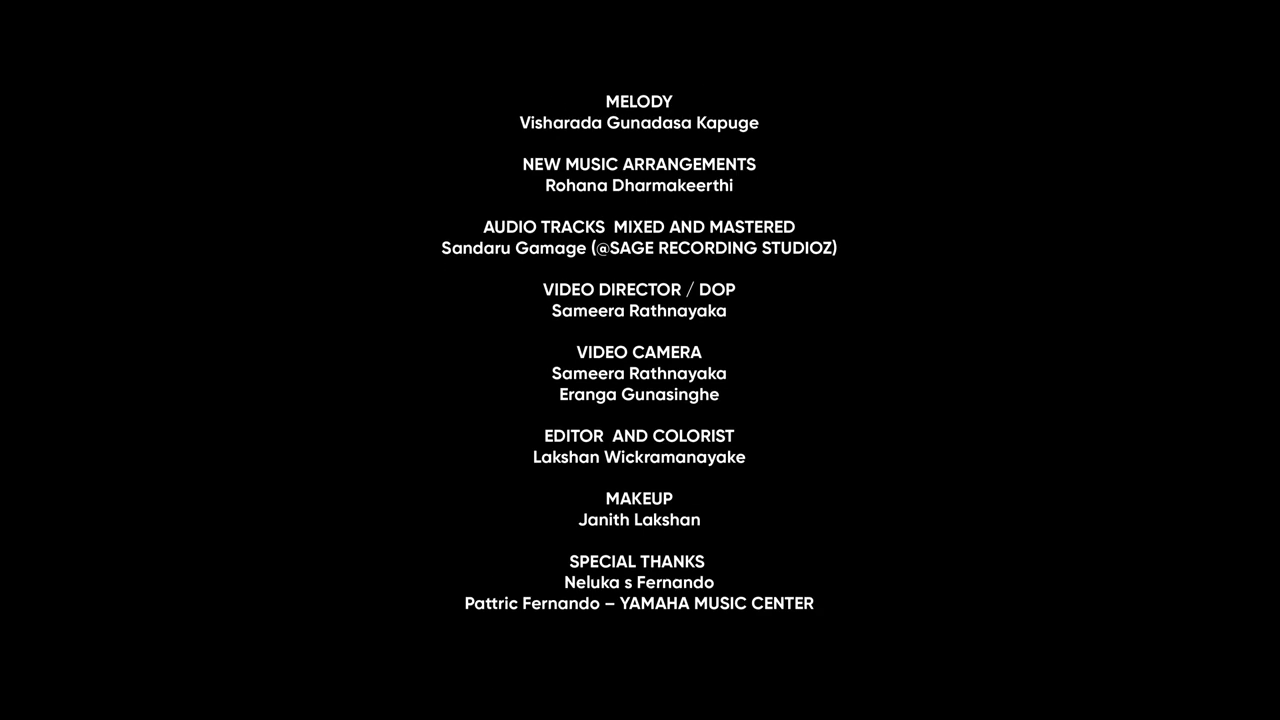 MELODY
Visharada Gunadasa Kapuge
NEW MUSIC ARRANGEMENTS
Rohana Dharmakeerthi
AUDIO TRACKS  MIXED AND MASTERED
Sandaru Gamage (@SAGE RECORDING STUDIOZ)
VIDEO DIRECTOR / DOP
Sameera Rathnayaka
VIDEO CAMERA
Sameera Rathnayaka
Eranga Gunasinghe
EDITOR  AND COLORIST
Lakshan Wickramanayake
MAKEUP
Janith Lakshan
SPECIAL THANKS
Neluka s Fernando
Pattric Fernando – YAMAHA MUSIC CENTER